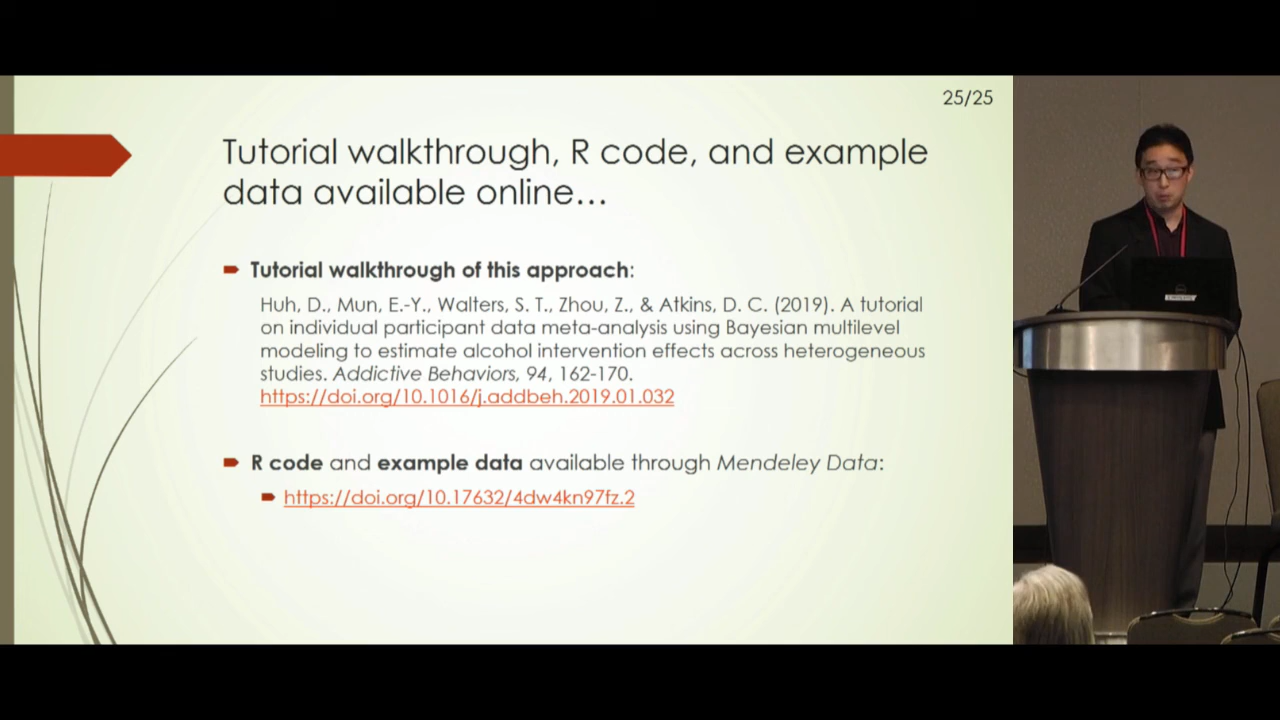 25/25
Tutorial walkthrough, R code, and example
data available online…
Tutorial walkthrough of this approach:
Huh, D., Mun, E.-Y., Walters, S. T., Zhou, Z., & Atkins, D. C. (2019). A tutorial
on individual participant data meta-analysis using Bayesian multilevel
modeling to estimate alcohol intervention effects across heterogeneous
studies. Addictive Behaviors, 94, 162-170.
https://doi.org/10.1016/j.addbeh.2019.01.032
R code and example data available through Mendeley Data:
https://doi.org/10.17632/4dw4kn97fz.2